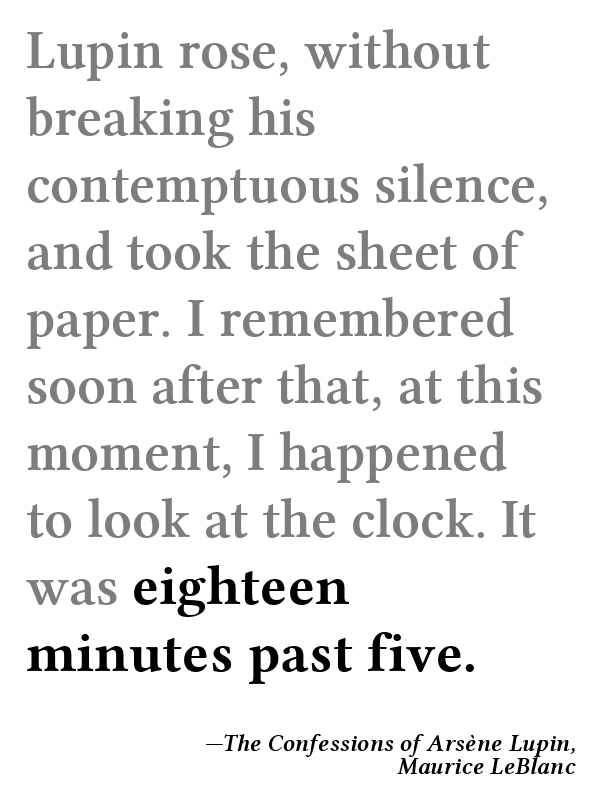 Lupin rose, without
breaking his
contemptuous silence,
and took the sheet of
paper. I remembered
soon after that, at this
moment, I happened
to look at the clock. It
was eighteen
minutes past five.
—The Confessions of Arsène Lupin,
Maurice LeBlanc